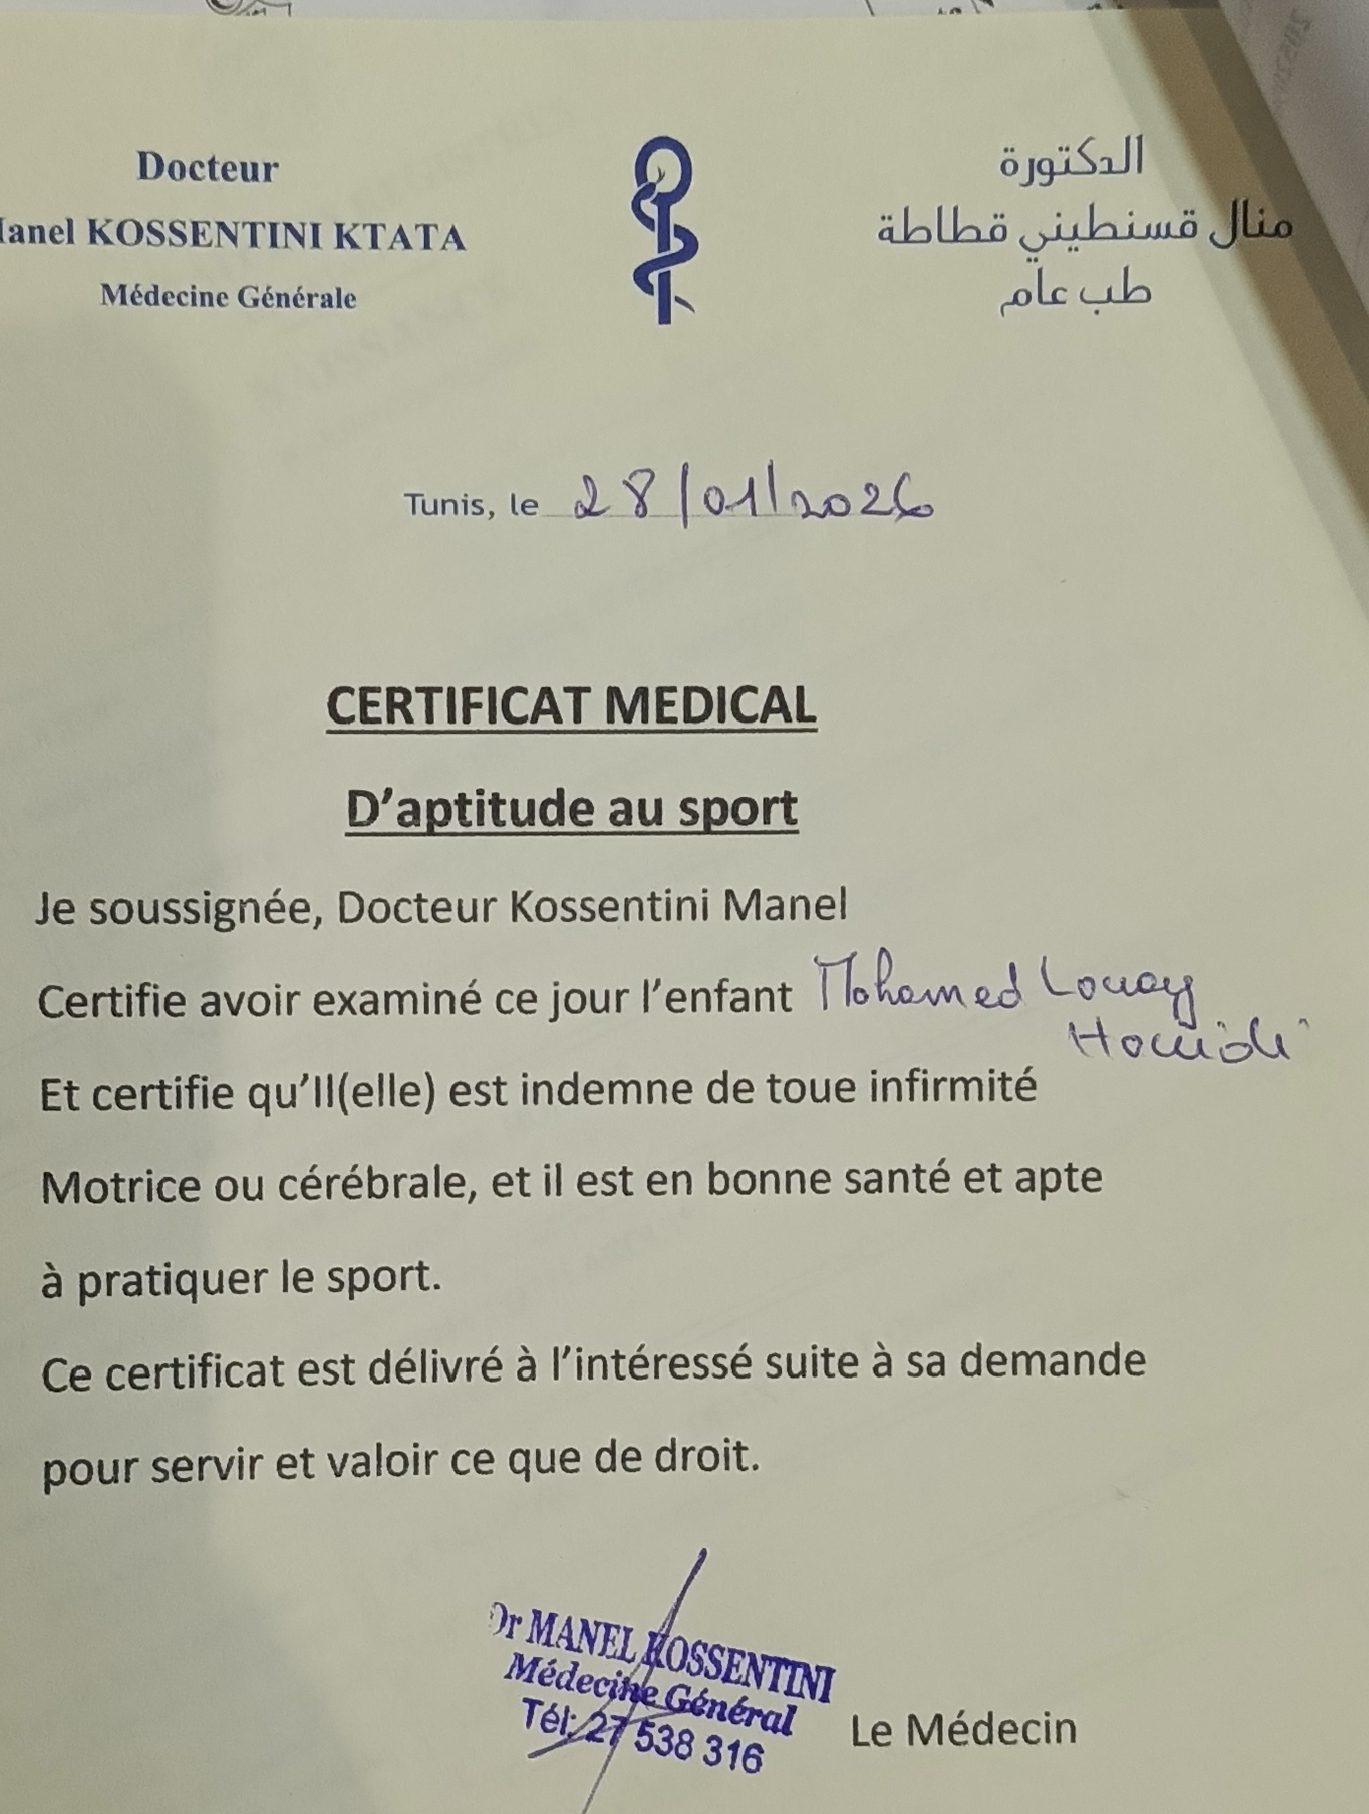 Docteur
Manel KOSSENTINI KTATA
Médecine Générale
الدكتورة
منال قسنطيني قطاطة
طب عام
Tunis, le 28/01/2026
CERTIFICAT MEDICAL
D'aptitude au sport
Je soussignée, Docteur Kossentini Manel
Certifie avoir examiné ce jour l'enfant Mohamed Louay
Et certifie qu'Il(elle) est indemne de toue infirmité
Motrice ou cérébrale, et il est en bonne santé et apte
à pratiquer le sport.
Ce certificat est délivré à l'intéressé suite à sa demande
pour servir et valoir ce que de droit.
Dr MANEL KOSSENTINI
Médecine Général
Tél: 27 538 316
Le Médecin